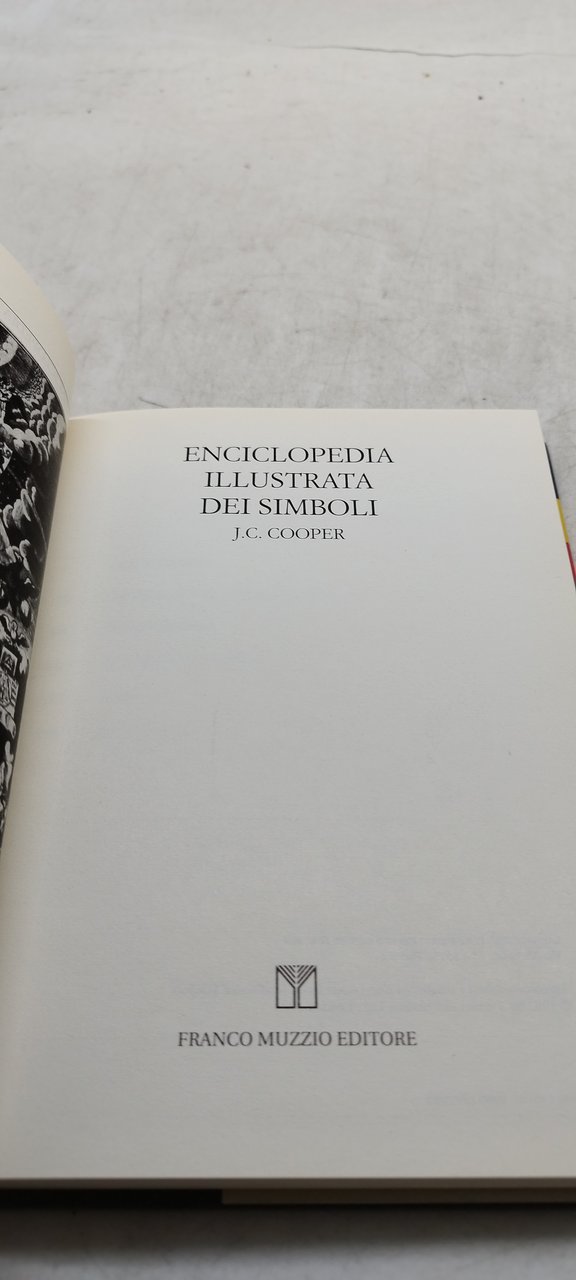 ENCICLOPEDIA
ILLUSTRATA
DEI SIMBOLI
J.C. COOPER
FRANCO MUZZIO EDITORE